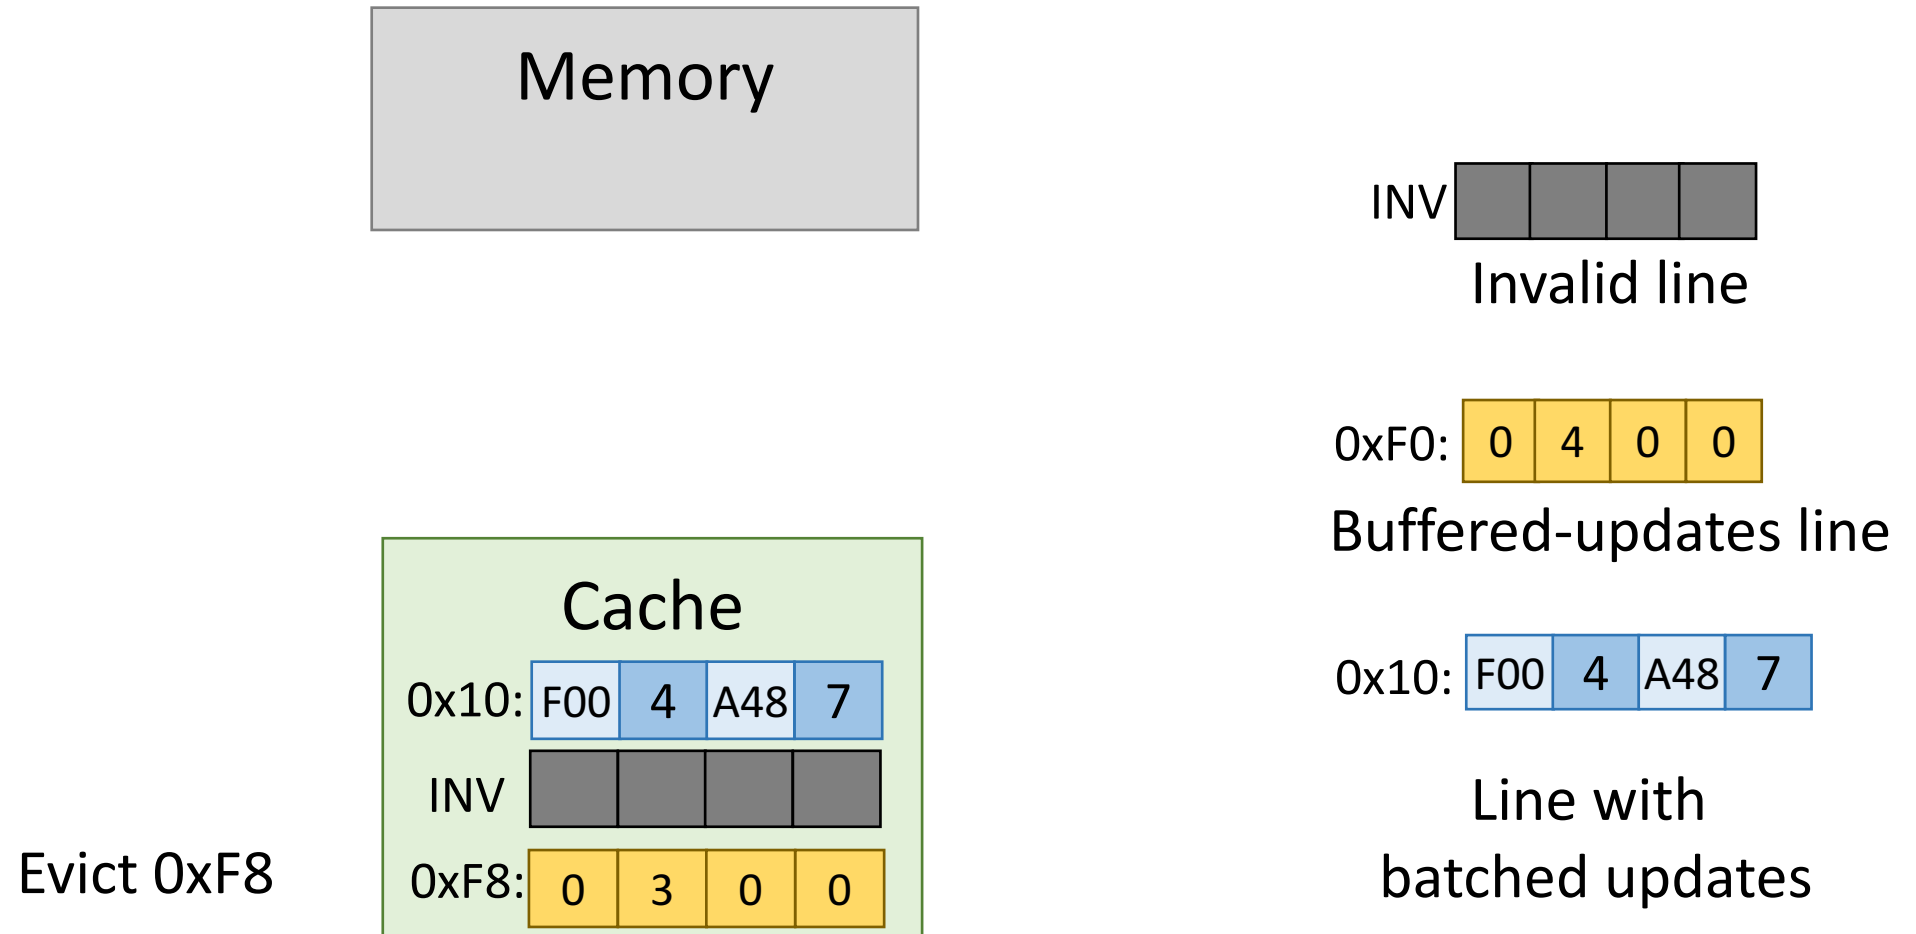 Memory
INV
Invalid line
0xF0: 0 4 0 0
Buffered-updates line
Cache
0x10: F00 4 A48 7
0x10: F00 4 A48 7
INV
Line with
batched updates
Evict 0xF8
0xF8: 0 3 0 0